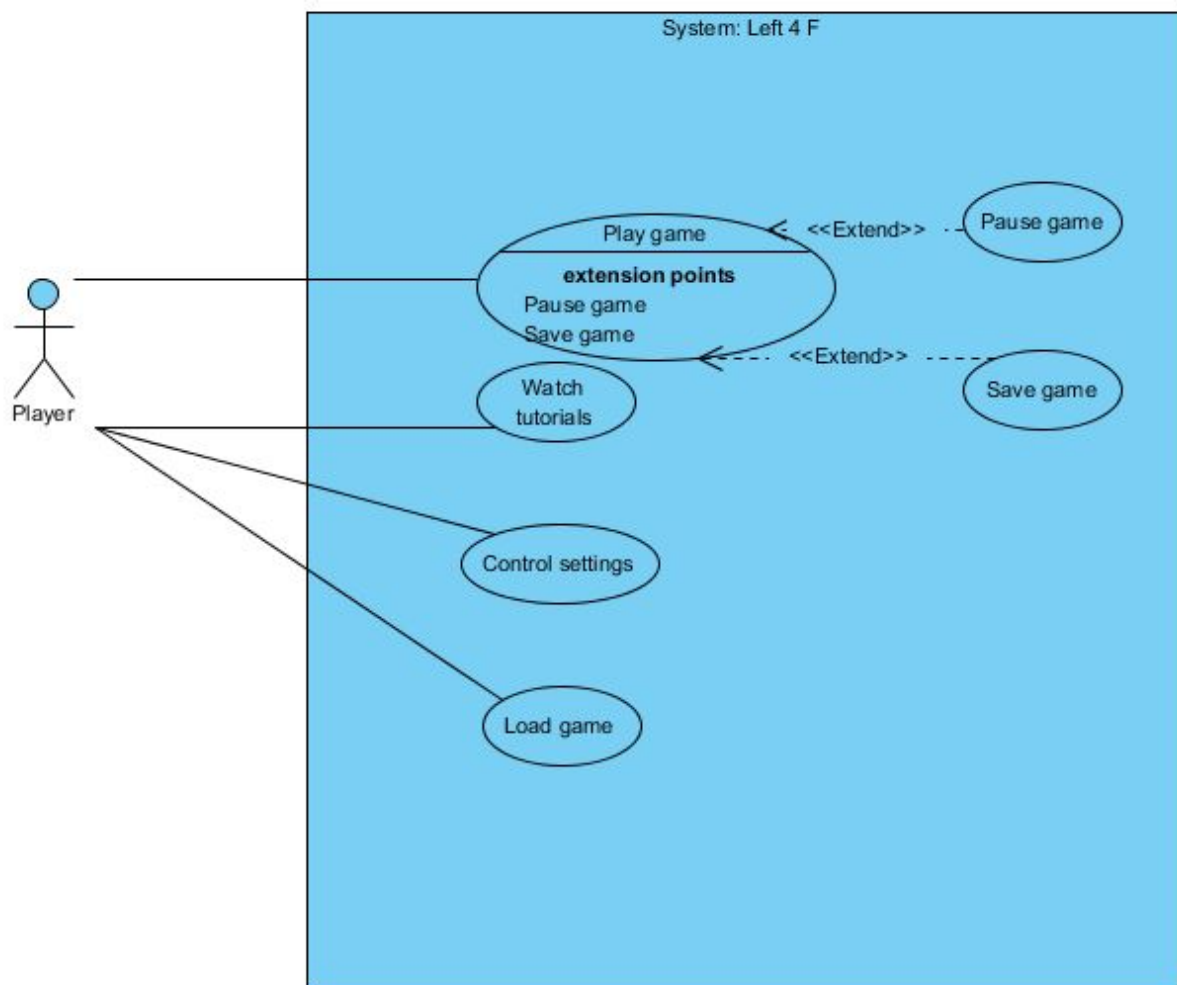 System: Left 4 F
Play game
<<Extend>>
Pause game
extension points
Pause game
Save game
<<Extend>>
Save game
Watch
tutorials
Player
Control settings
Load game